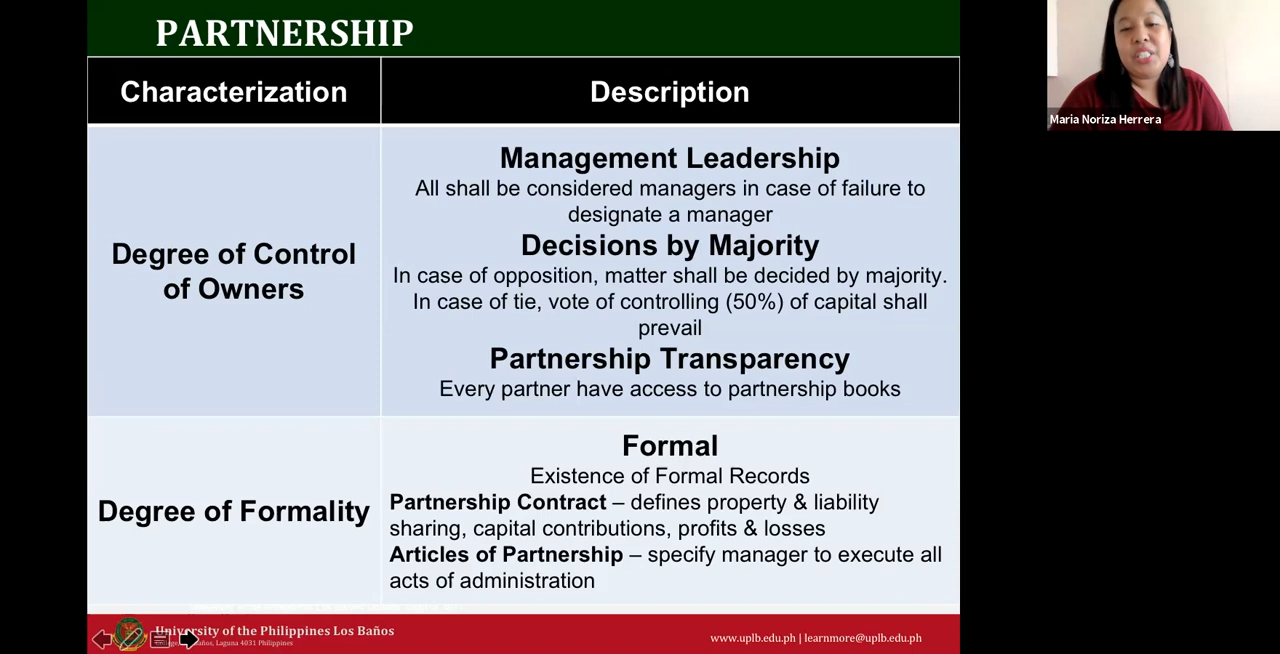 PARTNERSHIP
Characterization
Description
Degree of Control
of Owners
Management Leadership
All shall be considered managers in case of failure to
designate a manager
Decisions by Majority
In case of opposition, matter shall be decided by majority.
In case of tie, vote of controlling (50%) of capital shall
prevail
Partnership Transparency
Every partner have access to partnership books
Degree of Formality
Formal
Existence of Formal Records
Partnership Contract – defines property & liability
sharing, capital contributions, profits & losses
Articles of Partnership – specify manager to execute all
acts of administration
University of the Philippines Los Baños
Laguna 4031 Philippines
www.uplb.edu.ph | learnmore@uplb.edu.ph
Maria Noriza Herrera